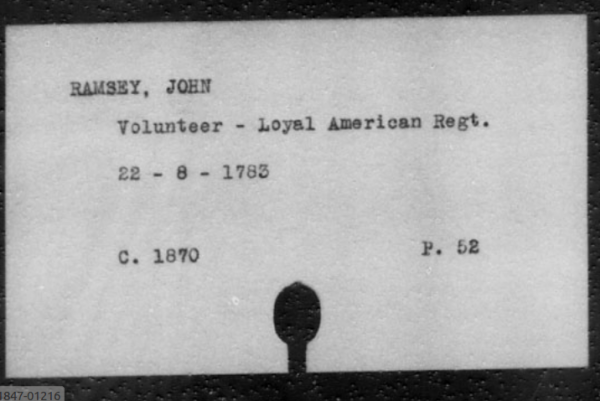 RAMSEY, JOHN
Volunteer - Loyal American Regt.
22 - 8 - 1783
C. 1870 P. 52
1847-01216